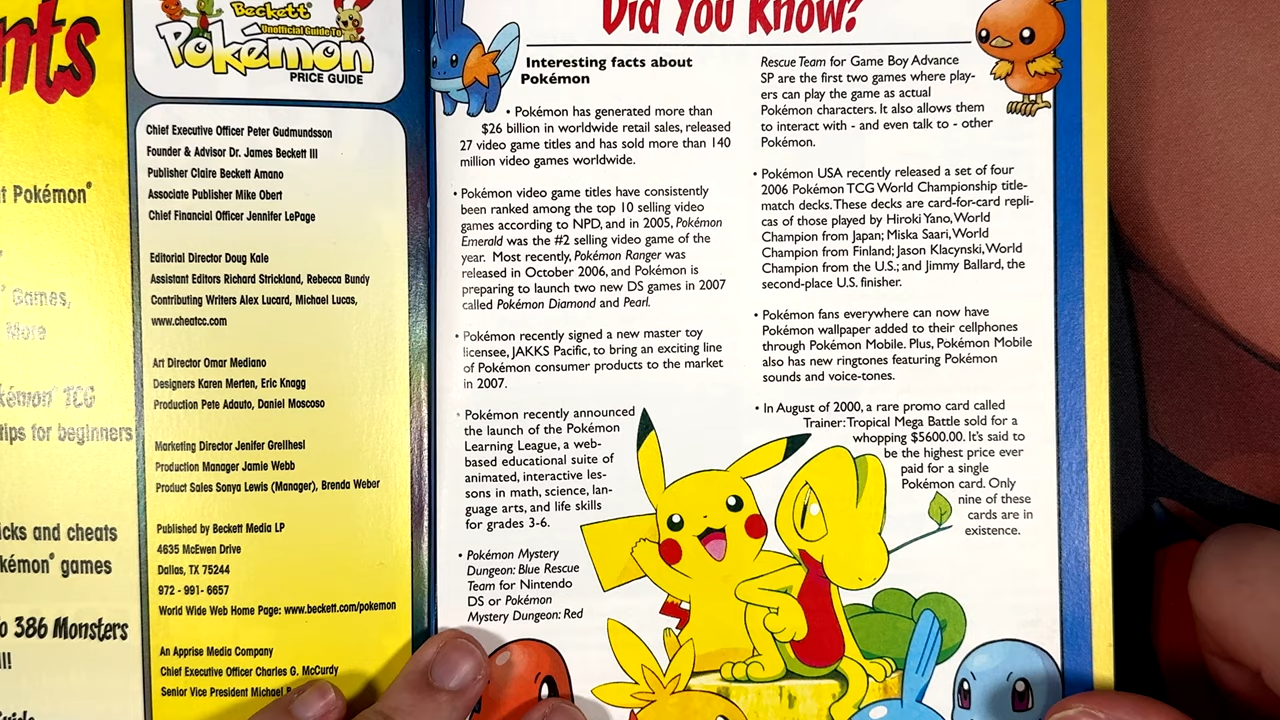 nts
t Pokémon®
Games,
More
kémon® TCG
tips for beginners
icks and cheats
kémon® games
o 386 Monsters
ll!
Beckett®
Unofficial Guide To
Pokémon
PRICE GUIDE
Chief Executive Officer Peter Gudmundsson
Founder & Advisor Dr. James Beckett III
Publisher Claire Beckett Amano
Associate Publisher Mike Obert
Chief Financial Officer Jennifer LePage
Editorial Director Doug Kale
Assistant Editors Richard Strickland, Rebecca Bundy
Contributing Writers Alex Lucard, Michael Lucas,
www.cheatcc.com
Art Director Omar Mediano
Designers Karen Merten, Eric Knagg
Production Pete Adauto, Daniel Moscoso
Marketing Director Jenifer Grellhesl
Production Manager Jamie Webb
Product Sales Sonya Lewis (Manager), Brenda Weber
Published by Beckett Media LP
4635 McEwen Drive
Dallas, TX 75244
972 - 991- 6657
World Wide Web Home Page: www.beckett.com/pokemon
An Apprise Media Company
Chief Executive Officer Charles G. McCurdy
Senior Vice President Michael
Did You Know?
Interesting facts about
Pokémon
• Pokémon has generated more than
$26 billion in worldwide retail sales, released
27 video game titles and has sold more than 140
million video games worldwide.
• Pokémon video game titles have consistently
been ranked among the top 10 selling video
games according to NPD, and in 2005, Pokémon
Emerald was the #2 selling video game of the
year. Most recently, Pokémon Ranger was
released in October 2006, and Pokémon is
preparing to launch two new DS games in 2007
called Pokémon Diamond and Pearl.
• Pokémon recently signed a new master toy
licensee, JAKKS Pacific, to bring an exciting line
of Pokémon consumer products to the market
in 2007.
• Pokémon recently announced
the launch of the Pokémon
Learning League, a web-
based educational suite of
animated, interactive les-
sons in math, science, lan-
guage arts, and life skills
for grades 3-6.
• Pokémon Mystery
Dungeon: Blue Rescue
Team for Nintendo
DS or Pokémon
Mystery Dungeon: Red
Rescue Team for Game Boy Advance
SP are the first two games where play-
ers can play the game as actual
Pokémon characters. It also allows them
to interact with - and even talk to - other
Pokémon.
• Pokémon USA recently released a set of four
2006 Pokémon TCG World Championship title-
match decks. These decks are card-for-card repli-
cas of those played by Hiroki Yano, World
Champion from Japan; Miska Saari, World
Champion from Finland; Jason Klacynski, World
Champion from the U.S.; and Jimmy Ballard, the
second-place U.S. finisher.
• Pokémon fans everywhere can now have
Pokémon wallpaper added to their cellphones
through Pokémon Mobile. Plus, Pokémon Mobile
also has new ringtones featuring Pokémon
sounds and voice-tones.
• In August of 2000, a rare promo card called
Trainer: Tropical Mega Battle sold for a
whopping $5600.00. It's said to
be the highest price ever
paid for a single
Pokémon card. Only
nine of these
cards are in
existence.